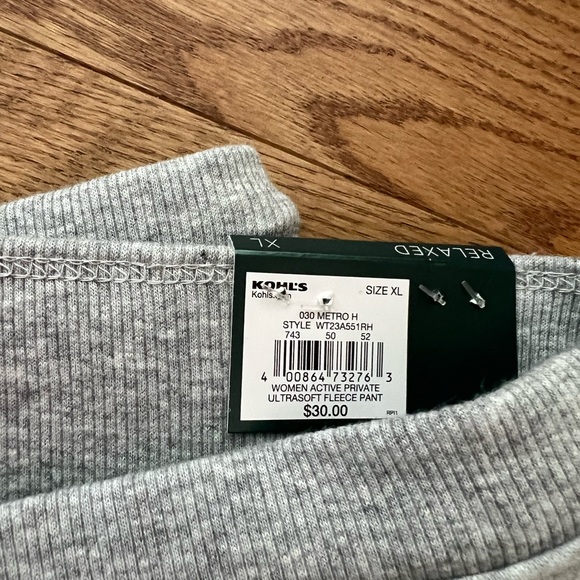 XL RELAXED
KOHL'S
Kohls.com
SIZE XL
030 METRO H
STYLE WT23A551RH
743 50 52
4 00864 73276 3
WOMEN ACTIVE PRIVATE
ULTRASOFT FLEECE PANT
$30.00